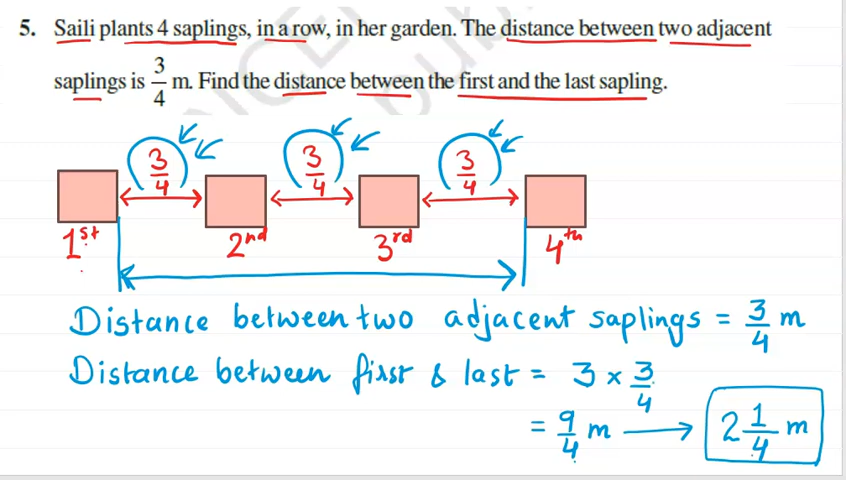 5. Saili plants 4 saplings, in a row, in her garden. The distance between two adjacent
saplings is 3/4 m. Find the distance between the first and the last sapling.
3/4 3/4 3/4
1st 2nd 3rd 4th
Distance between two adjacent saplings = 3/4 m
Distance between first & last = 3 × 3/4
= 9/4 m → 2 1/4 m